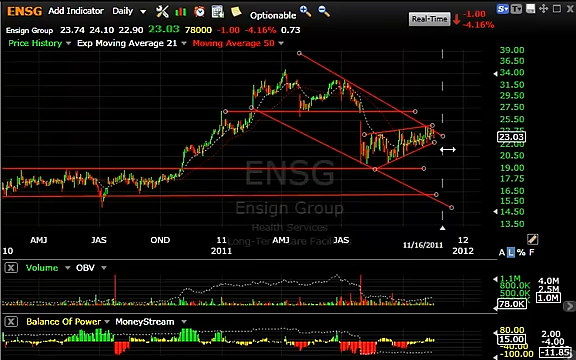 ENSG Add Indicator Daily Optionable Real-Time -1.00 -4.16%
Ensign Group 23.74 24.10 22.90 23.03 78000 -1.00 -4.16% 0.73
Price History Exp Moving Average 21 Moving Average 50
39.00
36.50
34.00
32.00
29.50
27.50
25.50
23.03
22.00
20.50
19.00
17.75
16.50
15.50
14.50
13.50
ENSG
Ensign Group
Health Services
Long-Term Care Facilities
10 AMJ JAS OND 2011 AMJ JAS 11/16/2011 12 2012
A L % F
X Volume OBV
1.1M
800.0K
4.0M
2.5M
1.0M
78.0K
X Balance Of Power MoneyStream
80.00
15.00
-40.00
-100.00
2.00
-4.00
-11.85